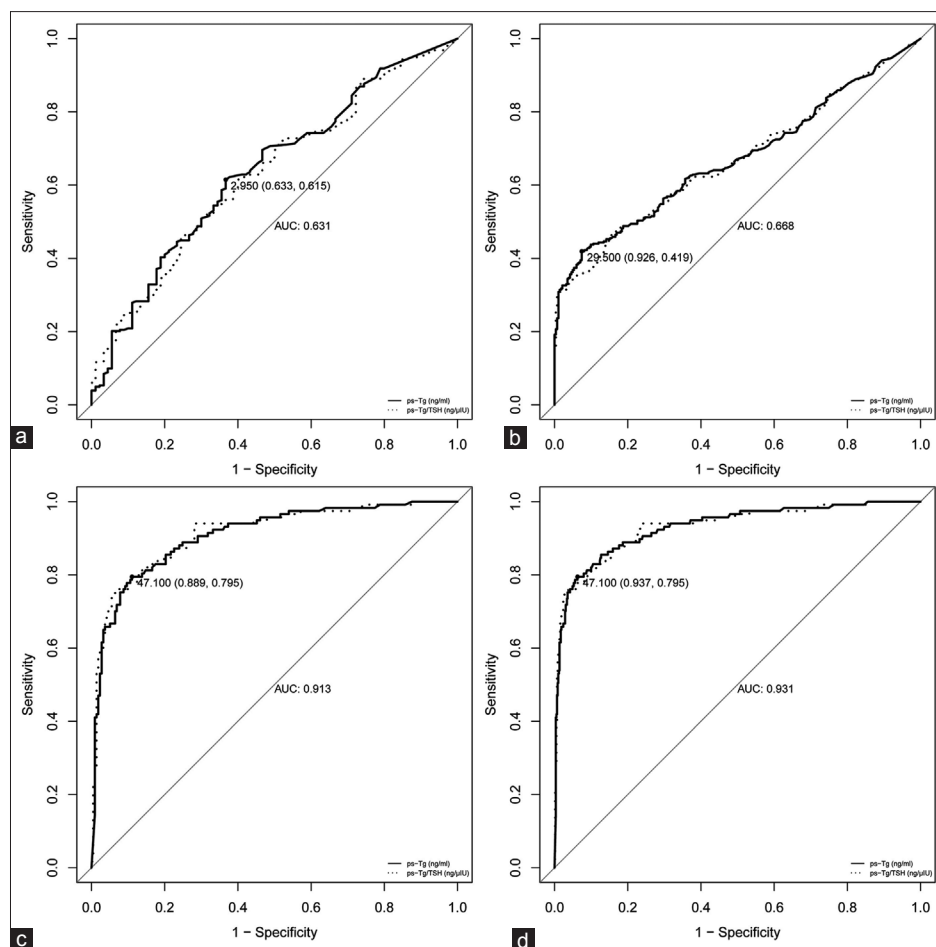 1.0
0.8
0.6
0.4
0.2
0.0
Sensitivity
2.950 (0.633, 0.615)
AUC: 0.631
ps-Tg (ng/ml)
ps-Tg/TSH (ng/μIU)
0.0 0.2 0.4 0.6 0.8 1.0
1 − Specificity
a
1.0
0.8
0.6
0.4
0.2
0.0
Sensitivity
29.500 (0.926, 0.419)
AUC: 0.668
ps-Tg (ng/ml)
ps-Tg/TSH (ng/μIU)
0.0 0.2 0.4 0.6 0.8 1.0
1 − Specificity
b
1.0
0.8
0.6
0.4
0.2
0.0
Sensitivity
47.100 (0.889, 0.795)
AUC: 0.913
ps-Tg (ng/ml)
ps-Tg/TSH (ng/μIU)
0.0 0.2 0.4 0.6 0.8 1.0
1 − Specificity
c
1.0
0.8
0.6
0.4
0.2
0.0
Sensitivity
47.100 (0.937, 0.795)
AUC: 0.931
ps-Tg (ng/ml)
ps-Tg/TSH (ng/μIU)
0.0 0.2 0.4 0.6 0.8 1.0
1 − Specificity
d